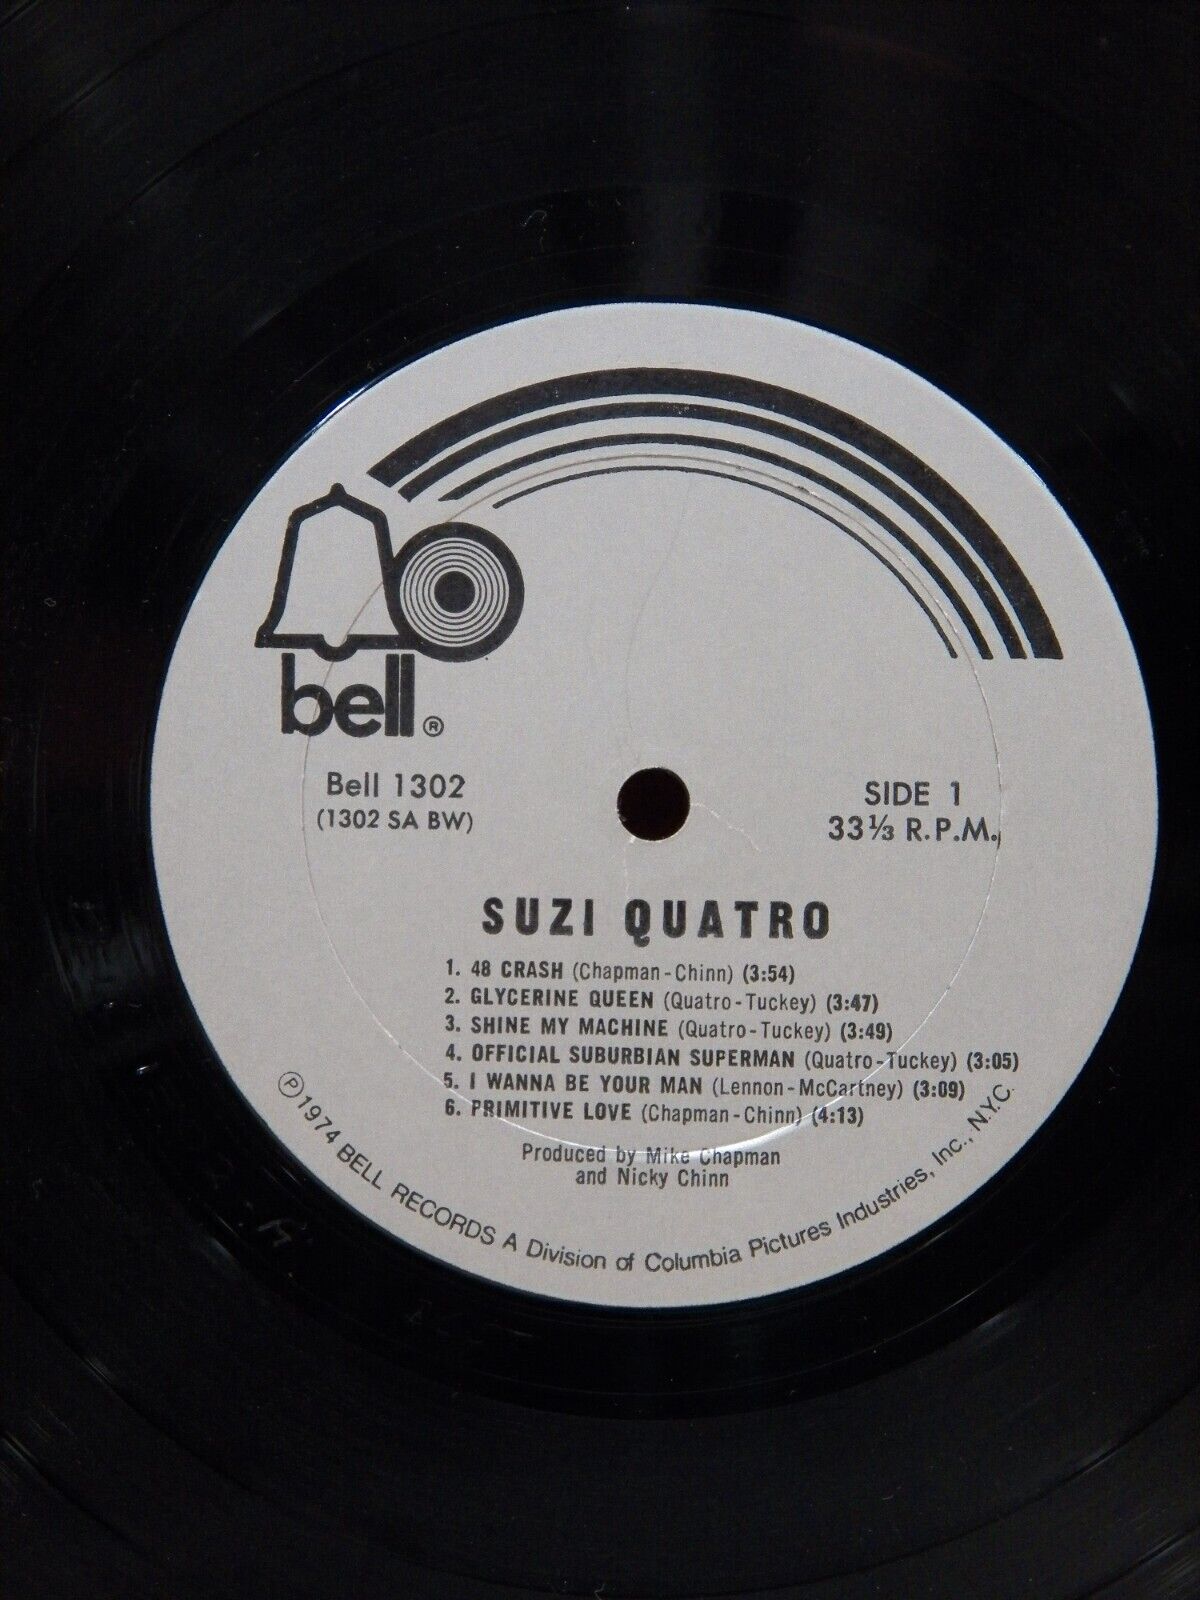 bell®
Bell 1302
(1302 SA BW)
SIDE 1
33⅓ R.P.M.
SUZI QUATRO
1. 48 CRASH (Chapman-Chinn) (3:54)
2. GLYCERINE QUEEN (Quatro-Tuckey) (3:47)
3. SHINE MY MACHINE (Quatro-Tuckey) (3:49)
4. OFFICIAL SUBURBIAN SUPERMAN (Quatro-Tuckey) (3:05)
5. I WANNA BE YOUR MAN (Lennon-McCartney) (3:09)
6. PRIMITIVE LOVE (Chapman-Chinn) (4:13)
Produced by Mike Chapman
and Nicky Chinn
℗1974 BELL RECORDS A Division of Columbia Pictures Industries, Inc., N.Y.C.